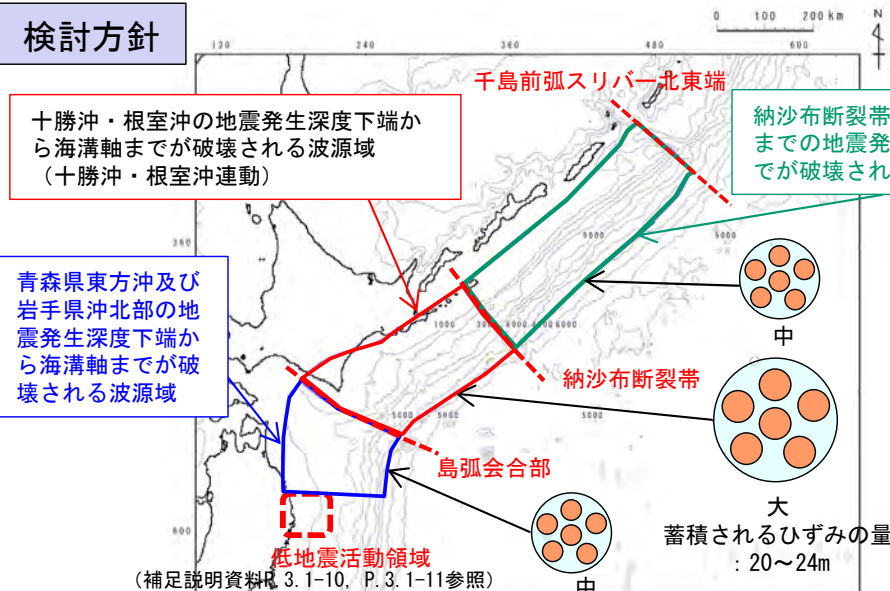 検討方針
0 100 200 km
N
120 240 360 480 600
千島前弧スリバー北東端
十勝沖・根室沖の地震発生深度下端か
ら海溝軸までが破壊される波源域
(十勝沖・根室沖連動)
納沙布断裂帯
までの地震発
でが破壊され
360
5000
5000
青森県東方沖及び
岩手県沖北部の地
震発生深度下端か
ら海溝軸までが破
壊される波源域
中
1000
6000
納沙布断裂帯
5000
5000
5000
島弧会合部
大
蓄積されるひずみの量
:20~24m
600
低地震活動領域
(補足説明資料P.3.1-10, P.3.1-11参照)
中